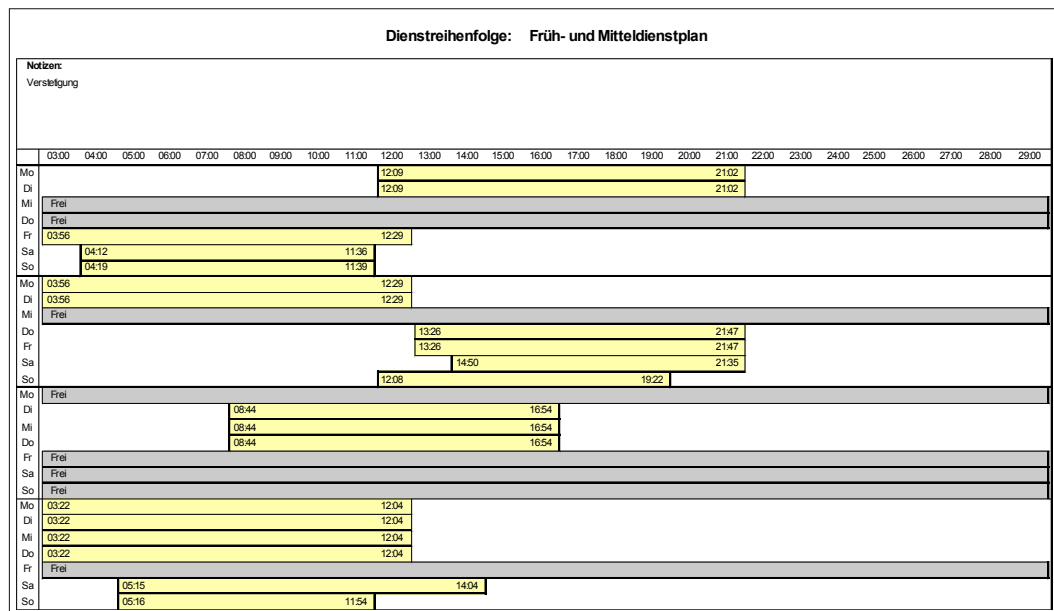 Dienstreihenfolge: Früh- und Mitteldienstplan
Notizen:
Verstetigung
03:00 04:00 05:00 06:00 07:00 08:00 09:00 10:00 11:00 12:00 13:00 14:00 15:00 16:00 17:00 18:00 19:00 20:00 21:00 22:00 23:00 24:00 25:00 26:00 27:00 28:00 29:00
Mo 12:09 21:02
Di 12:09 21:02
Mi Frei
Do Frei
Fr 03:56 12:29
Sa 04:12 11:36
So 04:19 11:39
Mo 03:56 12:29
Di 03:56 12:29
Mi Frei
Do 13:26 21:47
Fr 13:26 21:47
Sa 14:50 21:35
So 12:08 19:22
Mo Frei
Di 08:44 16:54
Mi 08:44 16:54
Do 08:44 16:54
Fr Frei
Sa Frei
So Frei
Mo 03:22 12:04
Di 03:22 12:04
Mi 03:22 12:04
Do 03:22 12:04
Fr Frei
Sa 05:15 14:04
So 05:16 11:54